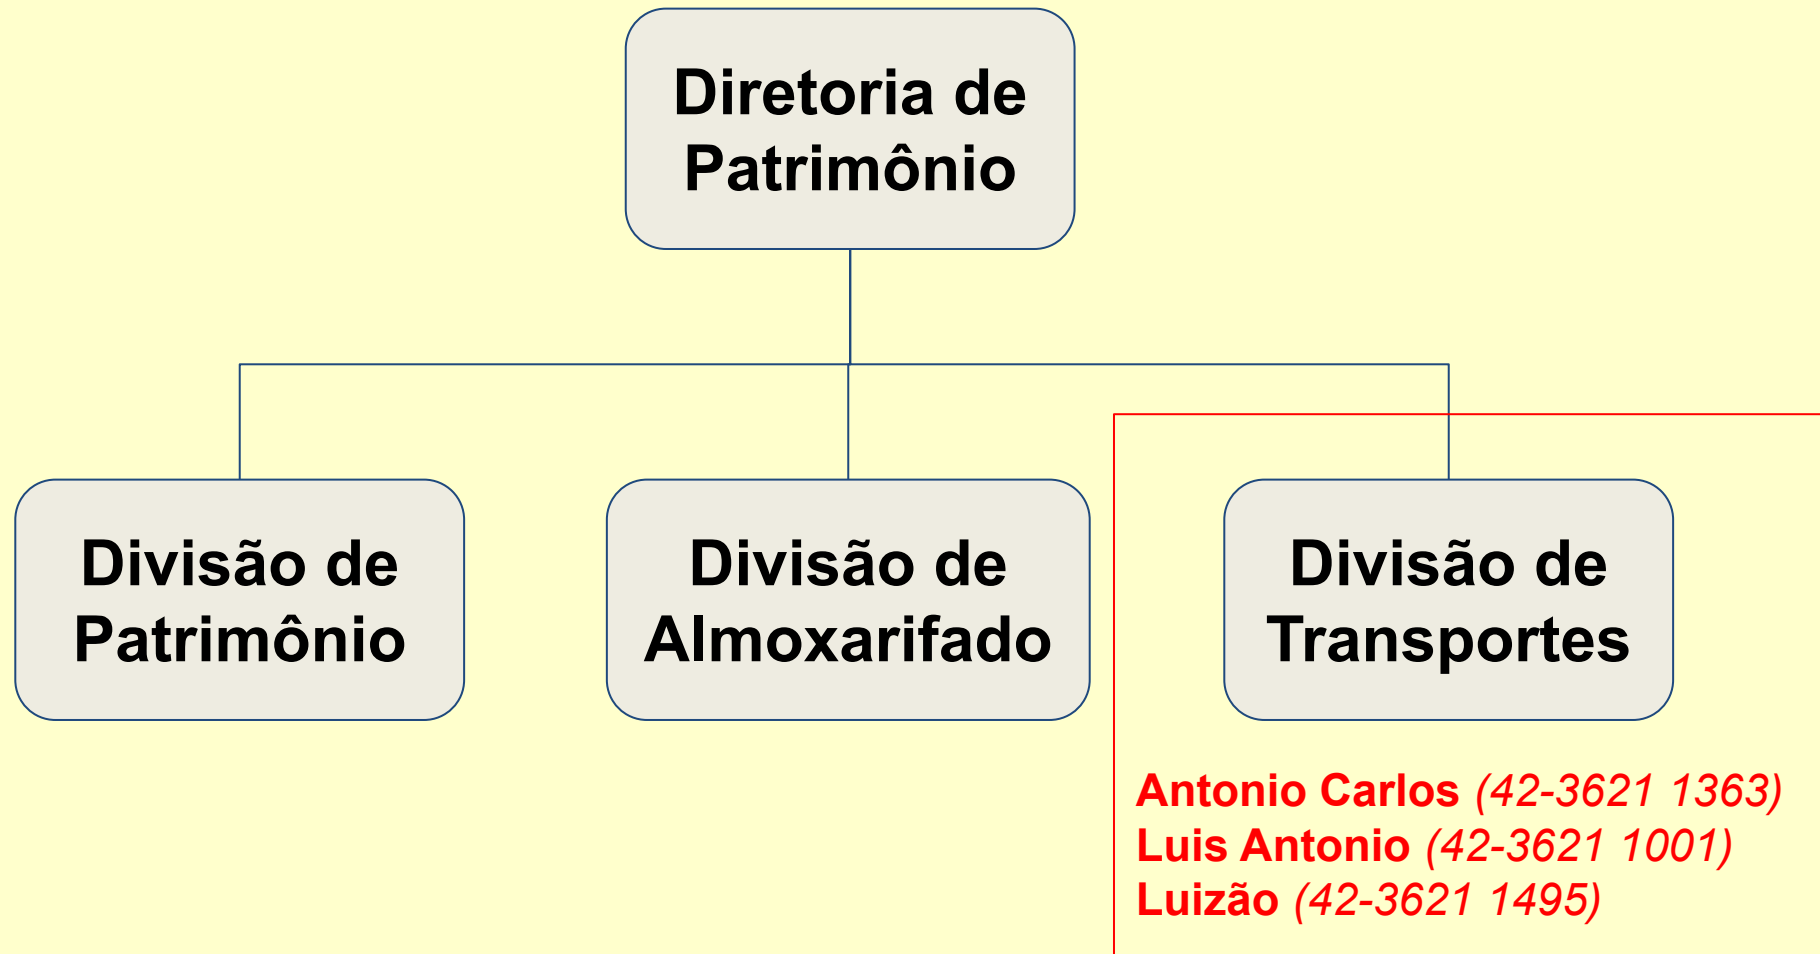 Diretoria de
Patrimônio
Divisão de
Patrimônio
Divisão de
Almoxarifado
Divisão de
Transportes
Antonio Carlos (42-3621 1363)
Luis Antonio (42-3621 1001)
Luizão (42-3621 1495)